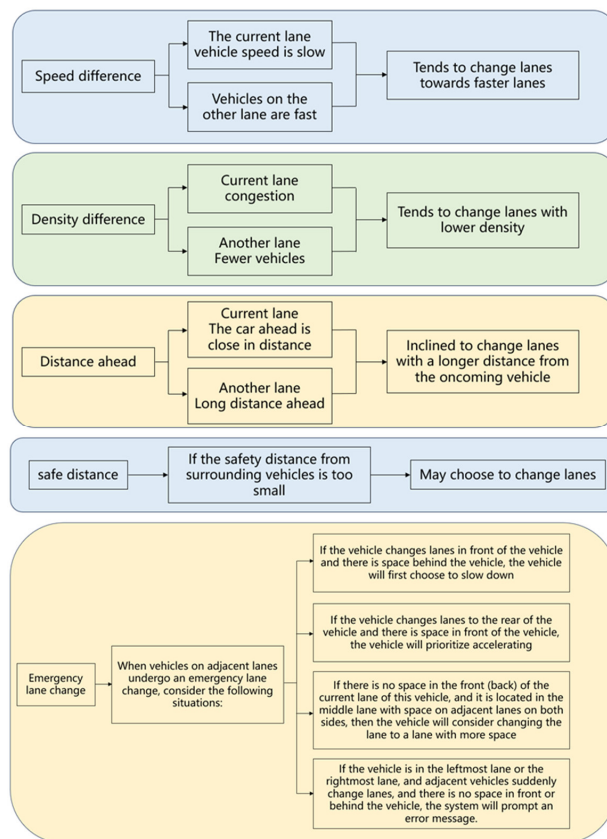 Speed difference
The current lane
vehicle speed is slow
Vehicles on the
other lane are fast
Tends to change lanes
towards faster lanes
Density difference
Current lane
congestion
Another lane
Fewer vehicles
Tends to change lanes with
lower density
Distance ahead
Current lane
The car ahead is
close in distance
Another lane
Long distance ahead
Inclined to change lanes
with a longer distance from
the oncoming vehicle
safe distance
If the safety distance from
surrounding vehicles is too
small
May choose to change lanes
Emergency
lane change
When vehicles on adjacent lanes
undergo an emergency lane
change, consider the following
situations:
If the vehicle changes lanes in front of the vehicle
and there is space behind the vehicle, the vehicle
will first choose to slow down
If the vehicle changes lanes to the rear of the
vehicle and there is space in front of the vehicle,
the vehicle will prioritize accelerating
If there is no space in the front (back) of the
current lane of this vehicle, and it is located in the
middle lane with space on adjacent lanes on both
sides, then the vehicle will consider changing the
lane to a lane with more space
If the vehicle is in the leftmost lane or the
rightmost lane, and adjacent vehicles suddenly
change lanes, and there is no space in front or
behind the vehicle, the system will prompt an
error message.